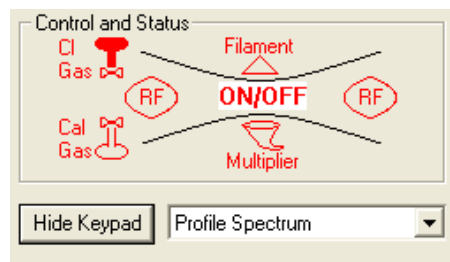 Control and Status
CI
Gas
Filament
RF
ON/OFF
RF
Cal
Gas
Multiplier
Hide Keypad
Profile Spectrum